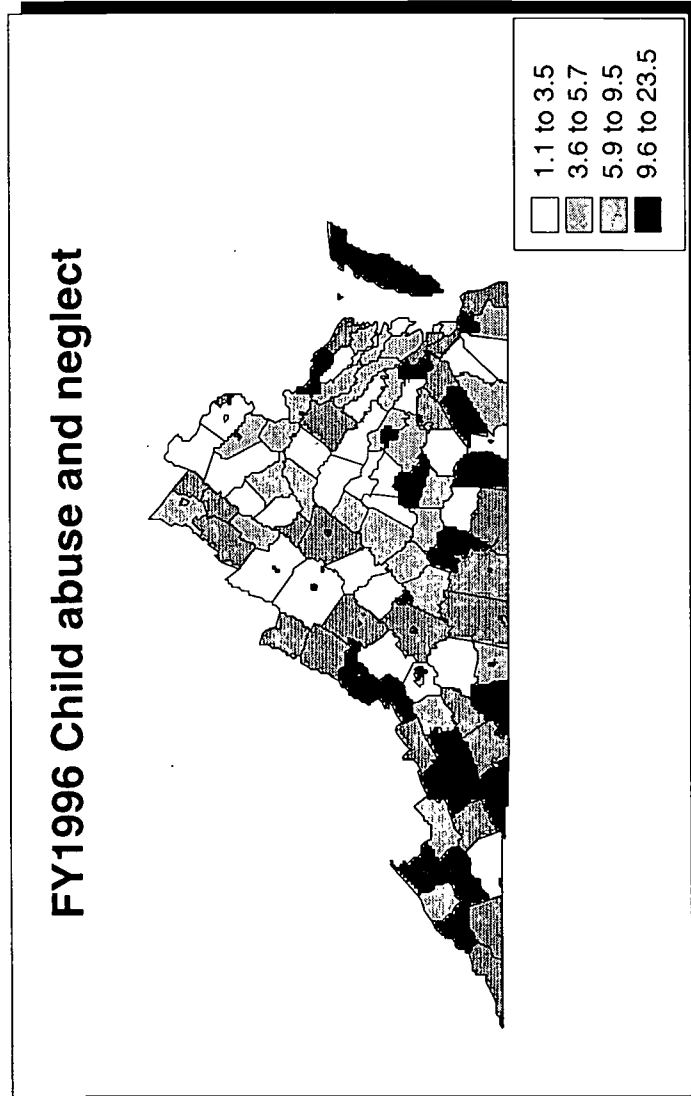 FY1996 Child abuse and neglect
1.1 to 3.5
3.6 to 5.7
5.9 to 9.5
9.6 to 23.5